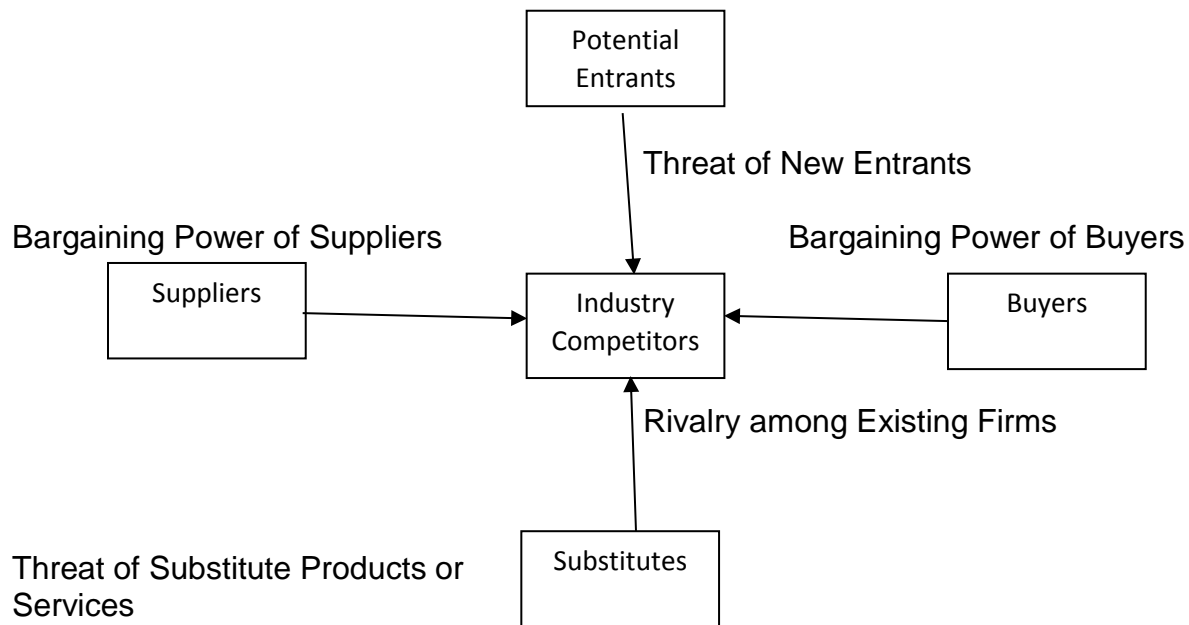 Potential
Entrants
Threat of New Entrants
Bargaining Power of Suppliers
Bargaining Power of Buyers
Suppliers
Industry
Competitors
Buyers
Rivalry among Existing Firms
Substitutes
Threat of Substitute Products or
Services